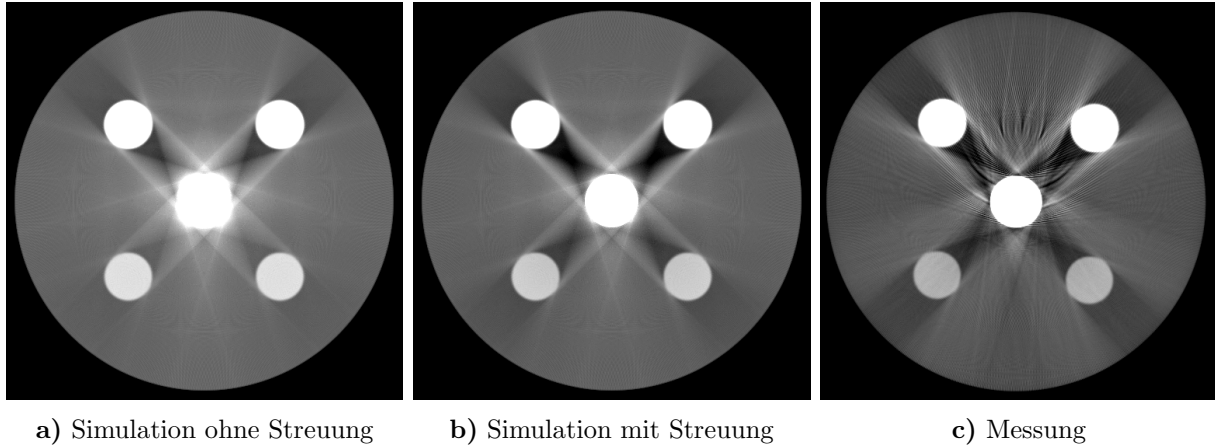 a) Simulation ohne Streuung
b) Simulation mit Streuung
c) Messung